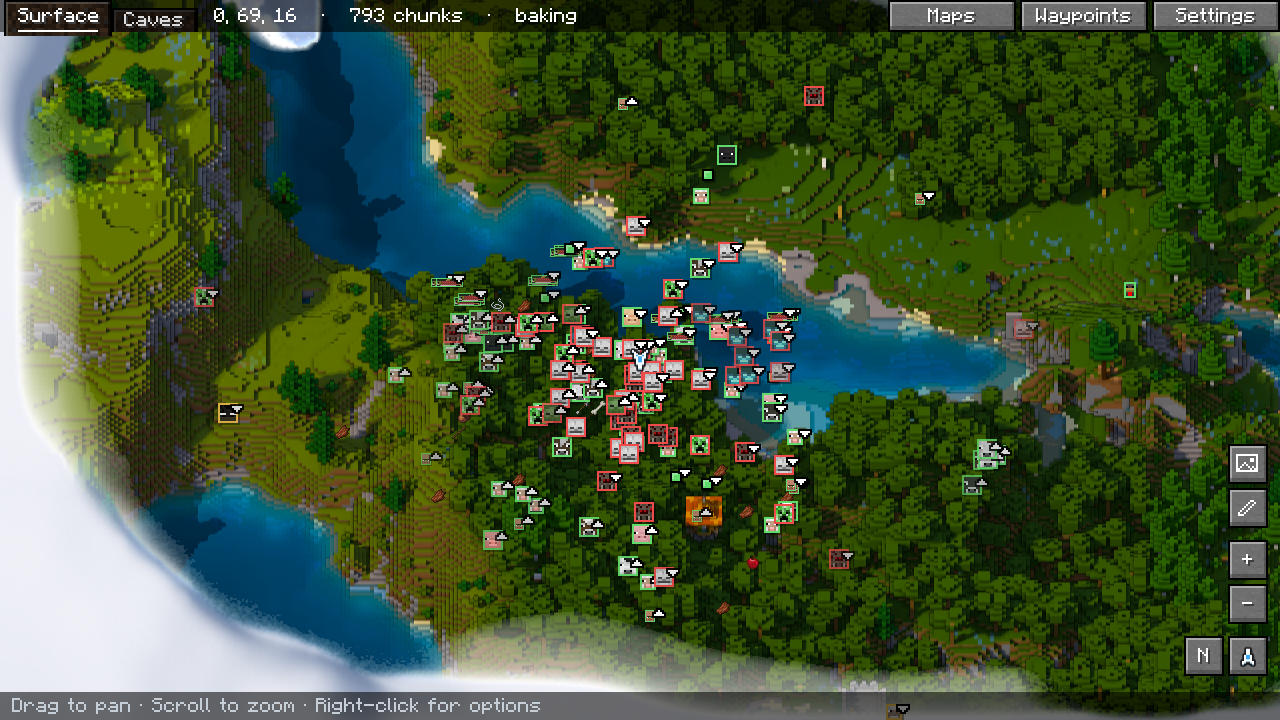 Surface Caves 0, 69, 16 · 793 chunks · baking Maps Waypoints Settings
+
−
N
Drag to pan · Scroll to zoom · Right-click for options